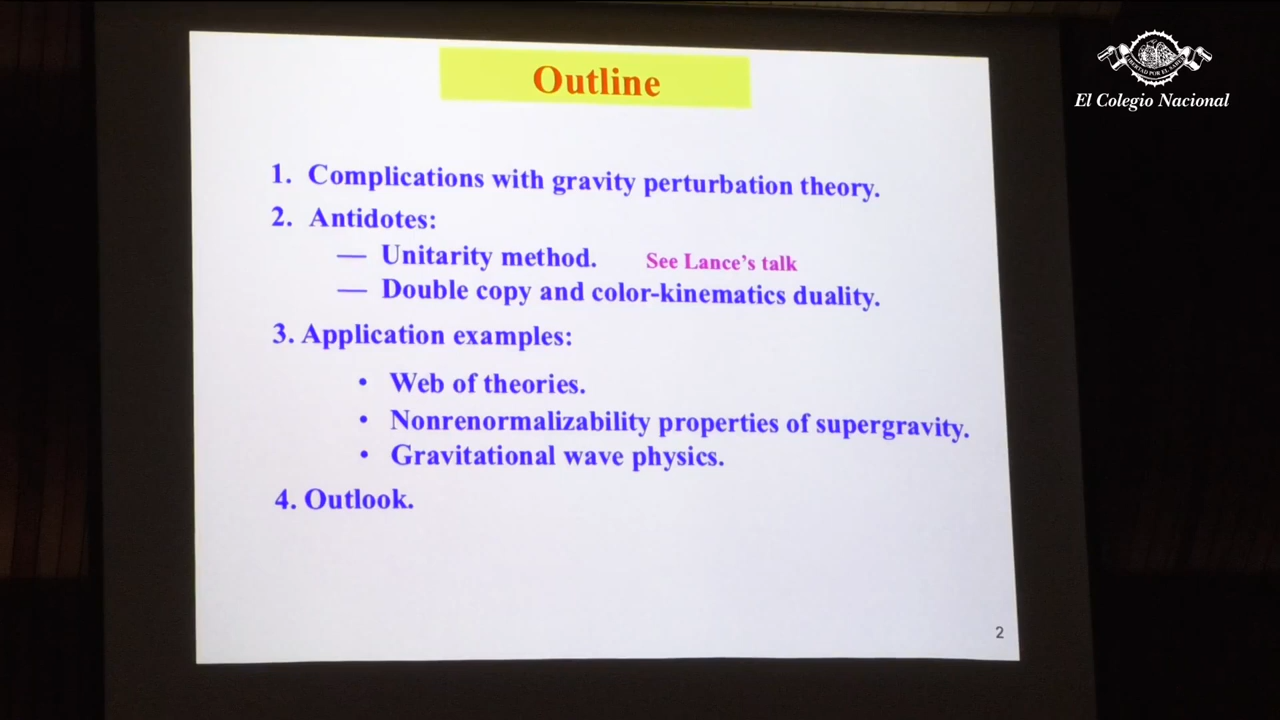 Outline
El Colegio Nacional
1. Complications with gravity perturbation theory.
2. Antidotes:
— Unitarity method. See Lance's talk
— Double copy and color-kinematics duality.
3. Application examples:
• Web of theories.
• Nonrenormalizability properties of supergravity.
• Gravitational wave physics.
4. Outlook.
2